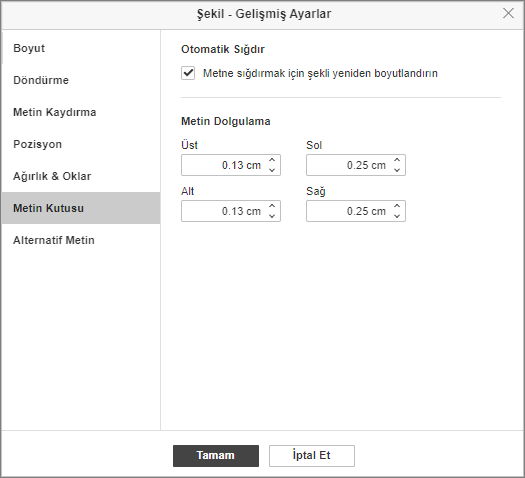 Şekil - Gelişmiş Ayarlar
Boyut
Döndürme
Metin Kaydırma
Pozisyon
Ağırlık & Oklar
Metin Kutusu
Alternatif Metin
Otomatik Sığdır
Metne sığdırmak için şekli yeniden boyutlandırın
Metin Dolgulama
Üst Sol
0.13 cm 0.25 cm
Alt Sağ
0.13 cm 0.25 cm
Tamam İptal Et